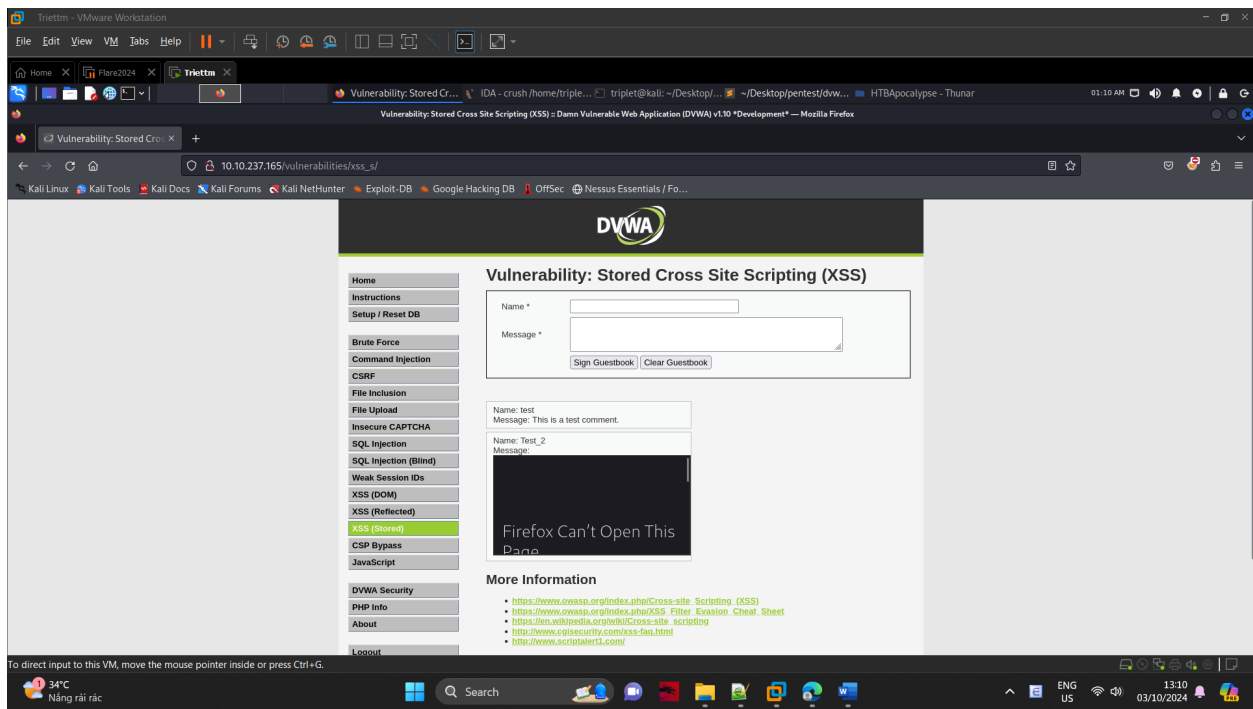 Triettm - VMware Workstation
File Edit View VM Tabs Help
Home Flare2024 Triettm
Vulnerability: Stored Cr... IDA - crush /home/triple... triplet@kali: ~/Desktop/... ~/Desktop/pentest/dvw... HTBApocalypse - Thunar 01:10 AM
Vulnerability: Stored Cross Site Scripting (XSS) :: Damn Vulnerable Web Application (DVWA) v1.10 *Development* — Mozilla Firefox
Vulnerability: Stored Cros
10.10.237.165/vulnerabilities/xss_s/
Kali Linux Kali Tools Kali Docs Kali Forums Kali NetHunter Exploit-DB Google Hacking DB OffSec Nessus Essentials / Fo...
DVWA
Home
Instructions
Setup / Reset DB
Brute Force
Command Injection
CSRF
File Inclusion
File Upload
Insecure CAPTCHA
SQL Injection
SQL Injection (Blind)
Weak Session IDs
XSS (DOM)
XSS (Reflected)
XSS (Stored)
CSP Bypass
JavaScript
DVWA Security
PHP Info
About
Logout
Vulnerability: Stored Cross Site Scripting (XSS)
Name *
Message *
Sign Guestbook Clear Guestbook
Name: test
Message: This is a test comment.
Name: Test_2
Message:
Firefox Can't Open This
Page
More Information
https://www.owasp.org/index.php/Cross-site_Scripting_(XSS)
https://www.owasp.org/index.php/XSS_Filter_Evasion_Cheat_Sheet
https://en.wikipedia.org/wiki/Cross-site_scripting
http://www.cgisecurity.com/xss-faq.html
http://www.scriptalert1.com/
To direct input to this VM, move the mouse pointer inside or press Ctrl+G.
1
34°C
Nắng rải rác
Search
ENG
US
13:10
03/10/2024